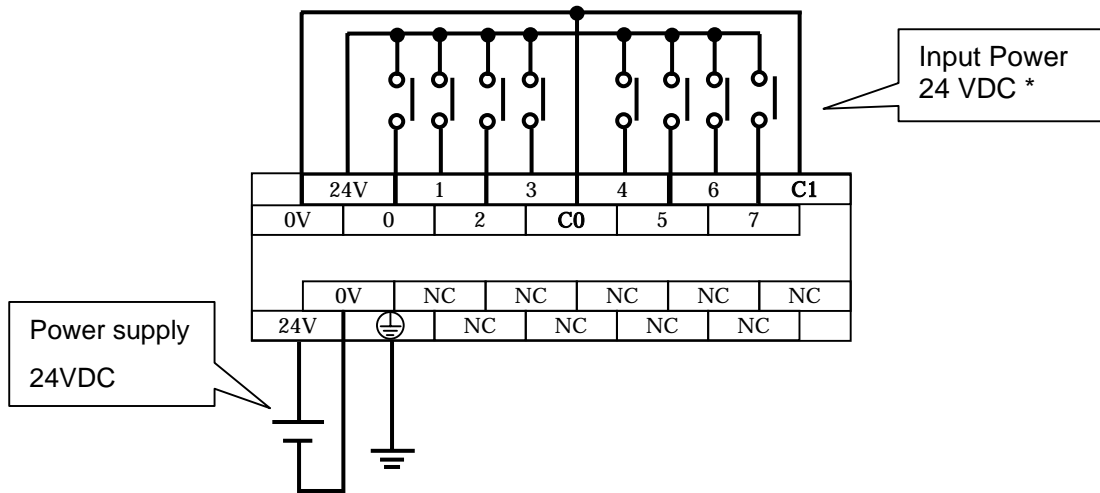 Input Power
24 VDC *
24V 1 3 4 6 C1
0V 0 2 C0 5 7
0V NC NC NC NC NC
24V NC NC NC NC
Power supply
24VDC